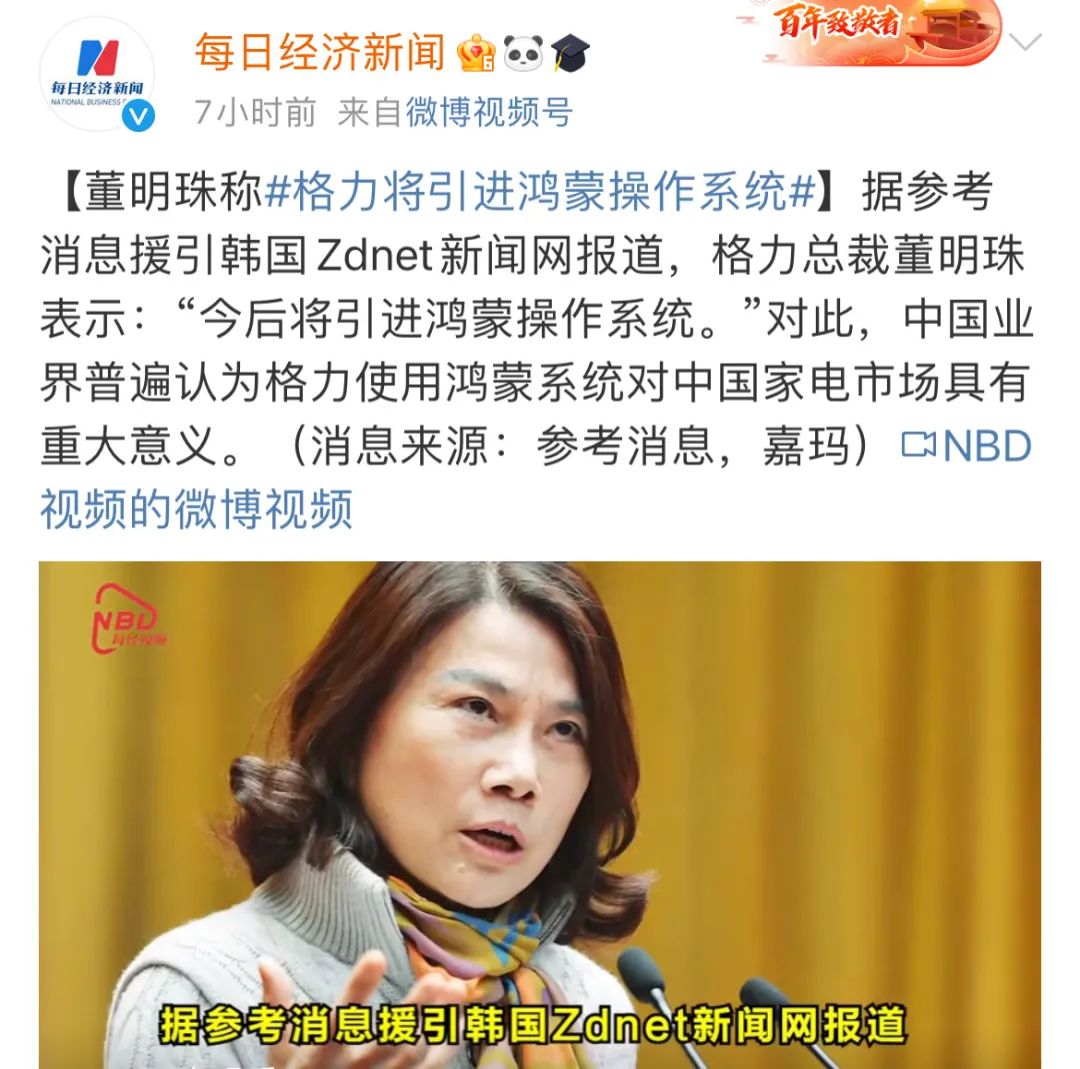 百年致敬者
每日经济新闻
每日经济新闻
NATIONAL BUSINESS
7小时前 来自微博视频号
【董明珠称#格力将引进鸿蒙操作系统#】据参考
消息援引韩国Zdnet新闻网报道，格力总裁董明珠
表示：“今后将引进鸿蒙操作系统。”对此，中国业
界普遍认为格力使用鸿蒙系统对中国家电市场具有
重大意义。（消息来源：参考消息，嘉玛）NBD
视频的微博视频
NBD
每经视频
据参考消息援引韩国Zdnet新闻网报道